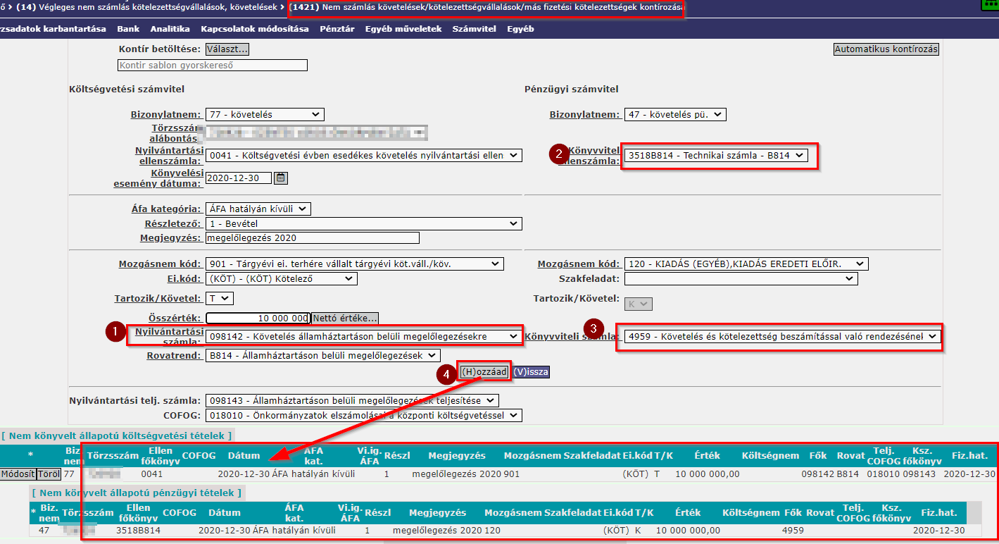 ő > (14) Végleges nem számlás kötelezettségvállalások, követelések > (1421) Nem számlás követelések/kötelezettségvállalások/más fizetési kötelezettségek kontírozása
rzsadatok karbantartása Bank Analitika Kapcsolatok módosítása Pénztár Egyéb műveletek Számvitel Egyéb
Kontír betöltése: Választ... Automatikus kontírozás
Kontir sablon gyorskereső
Költségvetési számvitel Pénzügyi számvitel
Bizonylatnem: 77 - követelés Bizonylatnem: 47 - követelés pü.
Törzsszám
alábontás
Nyilvántartási
ellenszámla: 0041 - Költségvetési évben esedékes követelés nyilvántartási ellen 2 Könyvitel
llenszámla: 3518B814 - Technikai számla - B814
Könyvelési
esemény dátuma: 2020-12-30
Áfa kategória: ÁFA hatályán kívüli
Részletező: 1 - Bevétel
Megjegyzés: megelőlegezés 2020
Mozgásnem kód: 901 - Tárgyévi ei. terhére vállalt tárgyévi köt.váll./köv. Mozgásnem kód: 120 - KIADÁS (EGYÉB),KIADÁS EREDETI ELŐIR.
Ei.kód: (KÖT) - (KÖT) Kötelező Szakfeladat:
Tartozik/Követel: T Tartozik/Követel: K
Összérték: 10 000 000 Nettó értéke...
1 Nyilvántartási
számla: 098142 - Követelés államháztartáson belüli megelőlegezésekre 3 Könyvviteli számla: 4959 - Követelés és kötelezettség beszámítással való rendezésének
Rovatrend: B814 - Államháztartáson belüli megelőlegezések
4 (H)ozzáad (V)issza
Nyilvántartási telj. számla: 098143 - Államháztartáson belüli megelőlegezések teljesítése
COFOG: 018010 - Önkormányzatok elszámolásai a központi költségvetéssel
[ Nem könyvelt állapotú költségvetési tételek ]
* Biz. nem Törzsszám Ellen főkönyv COFOG Dátum ÁFA kat. Vi.ig. ÁFA Részl Megjegyzés Mozgásnem Szakfeladat Ei.kód T/K Érték Költségnem Fők Rovat Telj. COFOG Ksz. főkönyv Fiz.hat.
Módosít Töröl 77 0041 2020-12-30 ÁFA hatályán kívüli 1 megelőlegezés 2020 901 (KÖT) T 10 000 000,00 098142 B814 018010 098143 2020-12-30
[ Nem könyvelt állapotú pénzügyi tételek ]
* Biz. nem Törzsszám Ellen főkönyv COFOG Dátum ÁFA kat. Vi.ig. ÁFA Részl Megjegyzés Mozgásnem Szakfeladat Ei.kód T/K Érték Költségnem Fők Rovat Telj. COFOG Ksz. főkönyv Fiz.hat.
47 3518B814 2020-12-30 ÁFA hatályán kívüli 1 megelőlegezés 2020 120 (KÖT) K 10 000 000,00 4959 2020-12-30